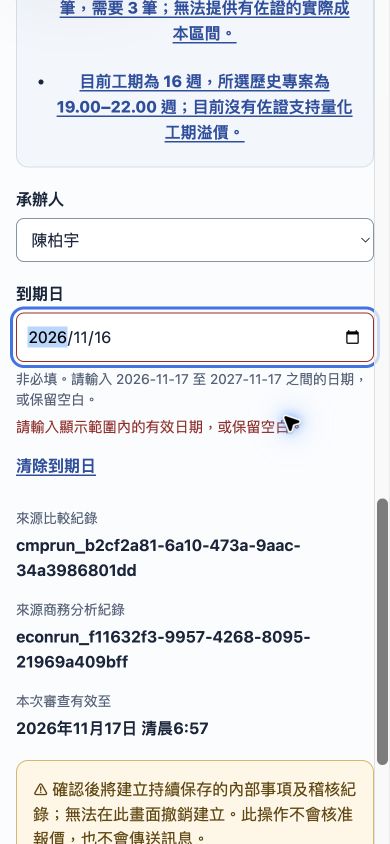 筆，需要 3 筆；無法提供有佐證的實際成
本區間。
• 目前工期為 16 週，所選歷史專案為
19.00–22.00 週；目前沒有佐證支持量化
工期溢價。
承辦人
陳柏宇
到期日
2026/11/16
非必填。請輸入 2026-11-17 至 2027-11-17 之間的日期，
或保留空白。
請輸入顯示範圍內的有效日期，或保留空白。
清除到期日
來源比較紀錄
cmprun_b2cf2a81-6a10-473a-9aac-
34a3986801dd
來源商務分析紀錄
econrun_f11632f3-9957-4268-8095-
21969a409bff
本次審查有效至
2026年11月17日 清晨6:57
⚠ 確認後將建立持續保存的內部事項及稽核紀
錄；無法在此畫面撤銷建立。此操作不會核准
報價，也不會傳送訊息。